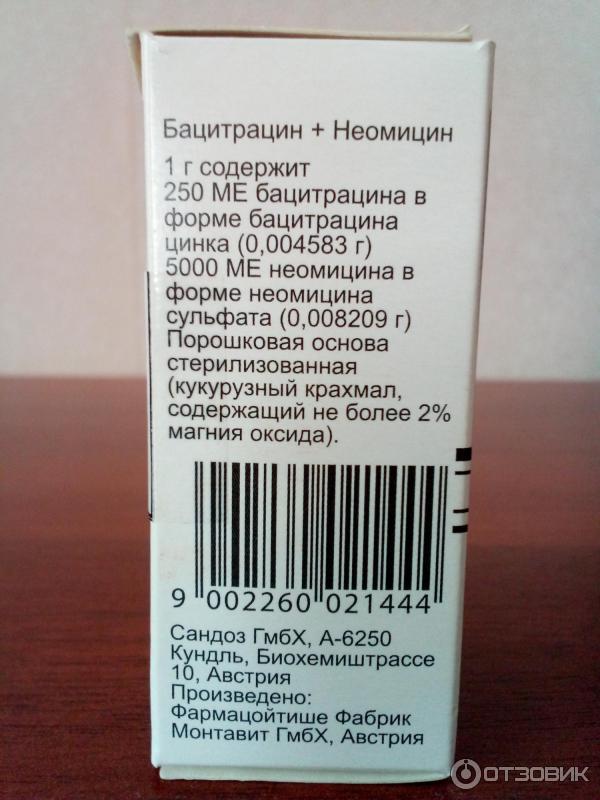 Бацитрацин + Неомицин
1 г содержит
250 МЕ бацитрацина в
форме бацитрацина
цинка (0,004583 г)
5000 МЕ неомицина в
форме неомицина
сульфата (0,008209 г)
Порошковая основа
стерилизованная
(кукурузный крахмал,
содержащий не более 2%
магния оксида).
9 002260 021444
Сандоз ГмбХ, А-6250
Кундль, Биохемиштрассе
10, Австрия
Произведено:
Фармацойтише Фабрик
Монтавит ГмбХ, Австрия
ОТЗОВИК